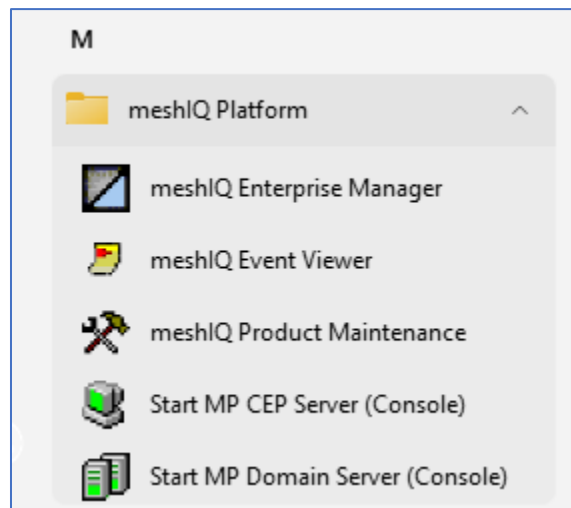 M
meshIQ Platform
meshIQ Enterprise Manager
meshIQ Event Viewer
meshIQ Product Maintenance
Start MP CEP Server (Console)
Start MP Domain Server (Console)